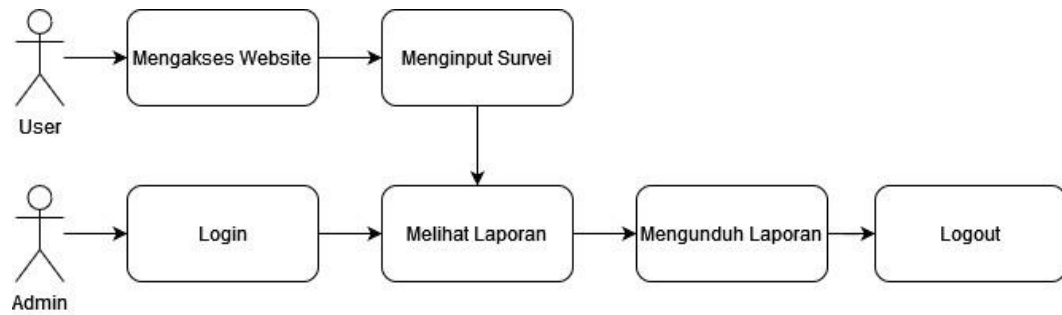 Mengakses Website
Menginput Survei
User
Login
Melihat Laporan
Mengunduh Laporan
Logout
Admin